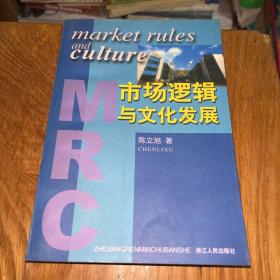 market rules
and
culture
MRC
市场逻辑
与文化发展
陈立旭 著
CHENLIXU
ZHEJIANGRENMINCHUBANSHE 浙江人民出版社